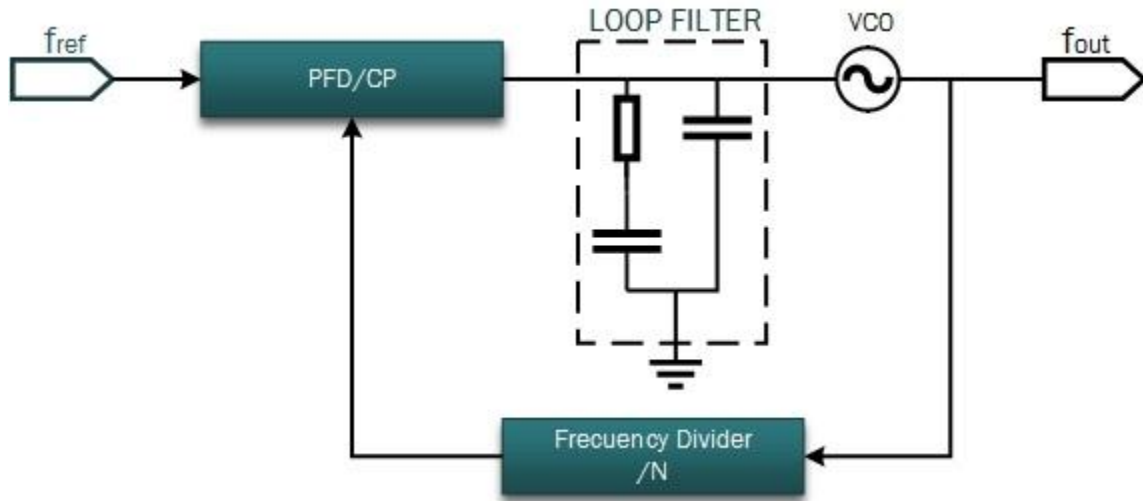 LOOP FILTER
VCO
fref
fout
PFD/CP
Frecuency Divider
/N